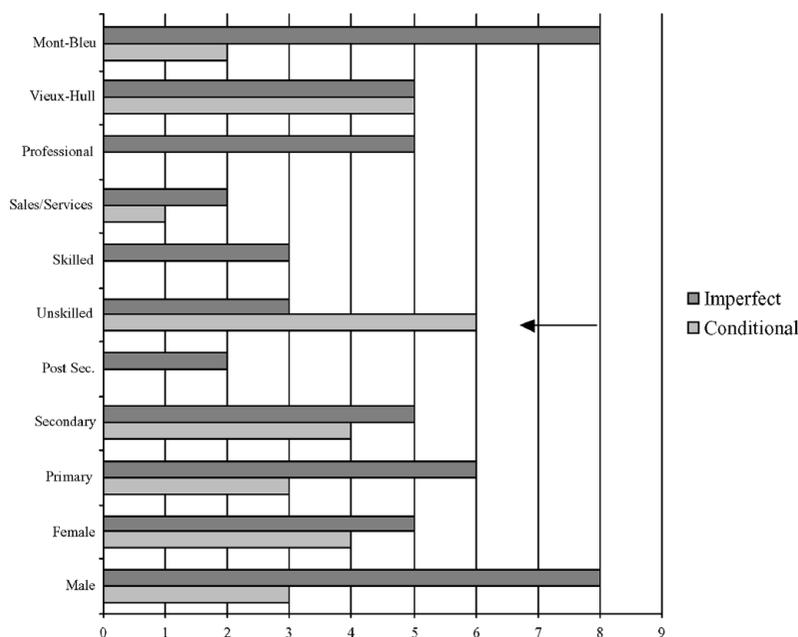 Mont-Bleu
Vieux-Hull
Professional
Sales/Services
Skilled
Unskilled
Post Sec.
Secondary
Primary
Female
Male
0 1 2 3 4 5 6 7 8 9
Imperfect
Conditional